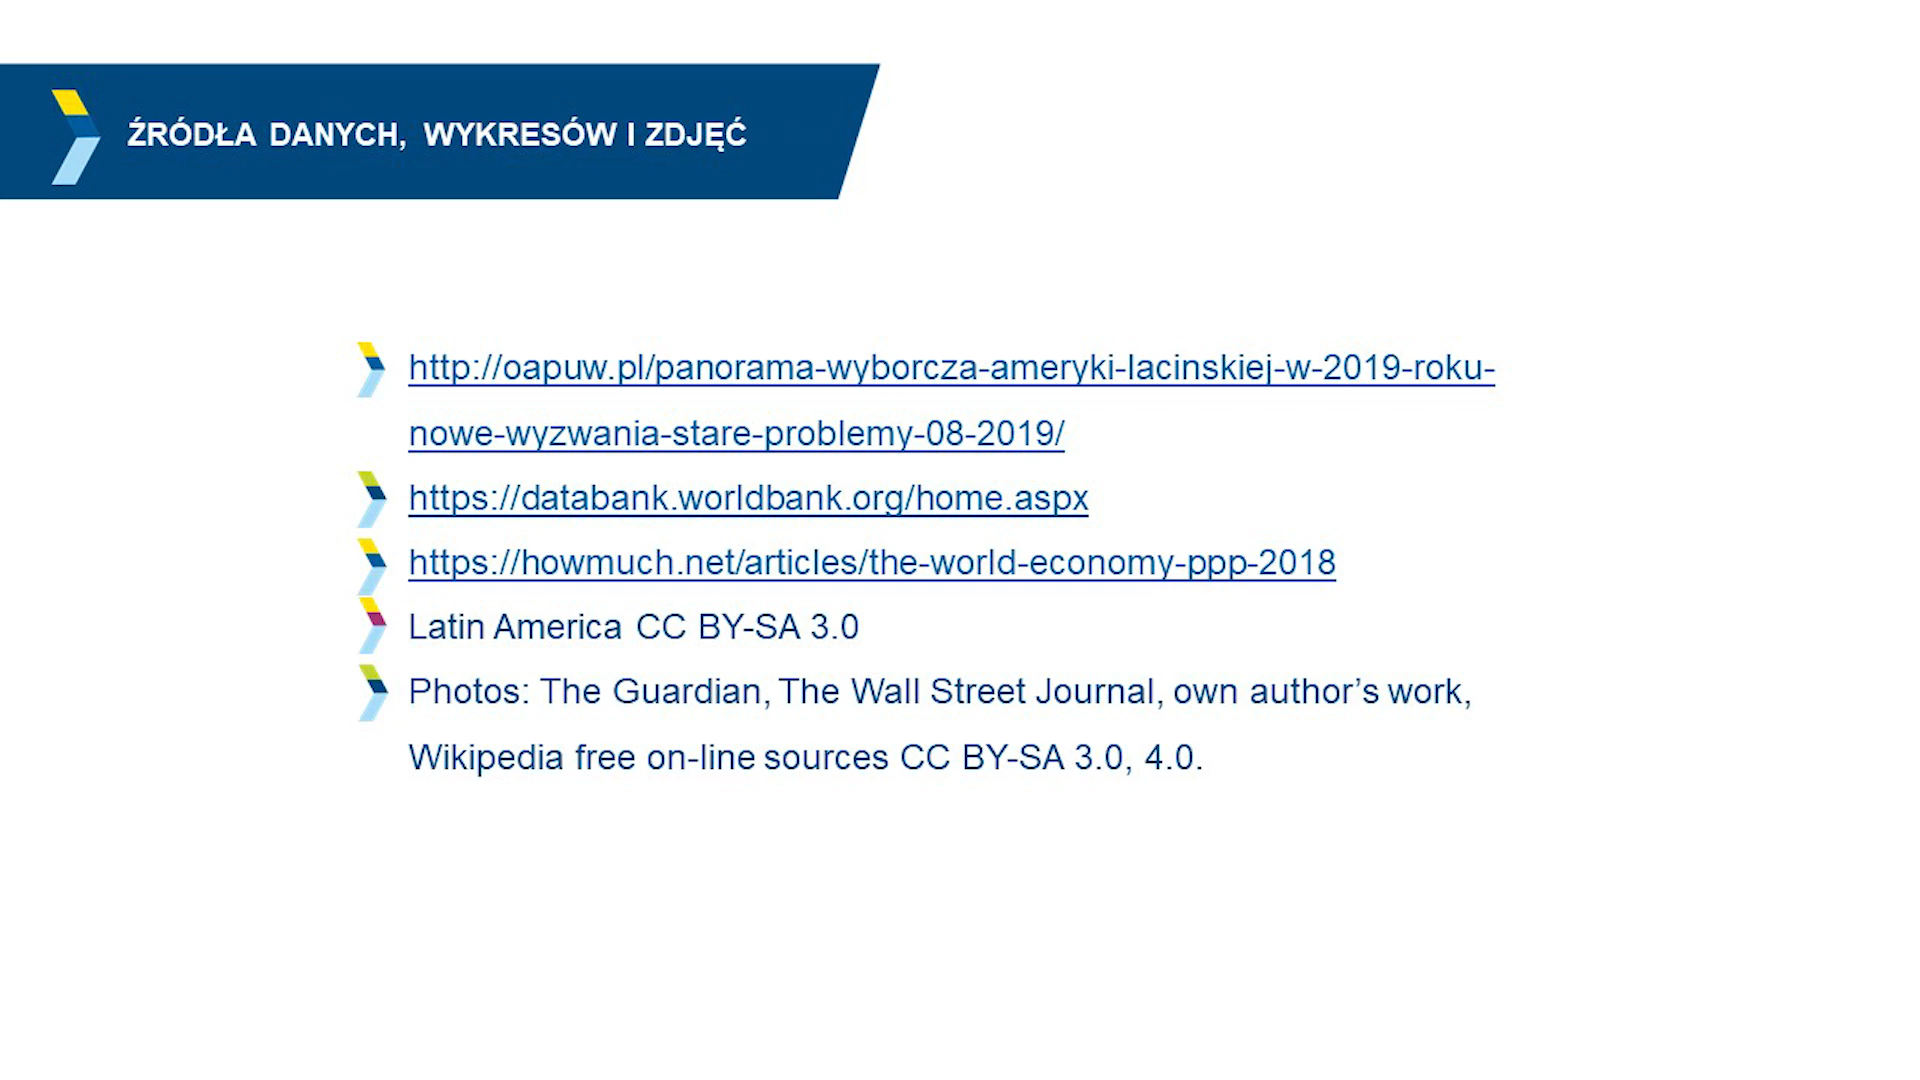 ŹRÓDŁA DANYCH, WYKRESÓW I ZDJĘĆ
http://oapuw.pl/panorama-wyborcza-ameryki-lacinskiej-w-2019-roku-
nowe-wyzwania-stare-problemy-08-2019/
https://databank.worldbank.org/home.aspx
https://howmuch.net/articles/the-world-economy-ppp-2018
Latin America CC BY-SA 3.0
Photos: The Guardian, The Wall Street Journal, own author’s work,
Wikipedia free on-line sources CC BY-SA 3.0, 4.0.